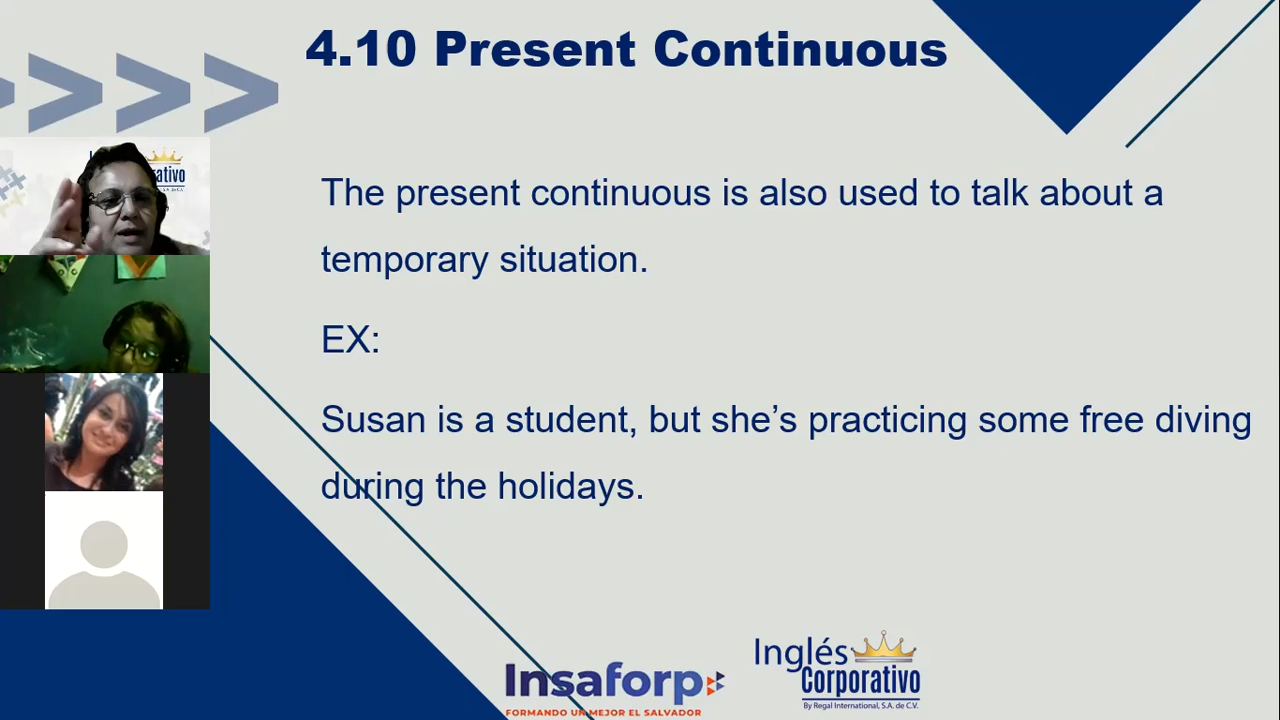 4.10 Present Continuous
The present continuous is also used to talk about a
temporary situation.
EX:
Susan is a student, but she’s practicing some free diving
during the holidays.
Insaforp
FORMANDO UN MEJOR EL SALVADOR
Inglés
Corporativo
By Regal International, S.A. de C.V.